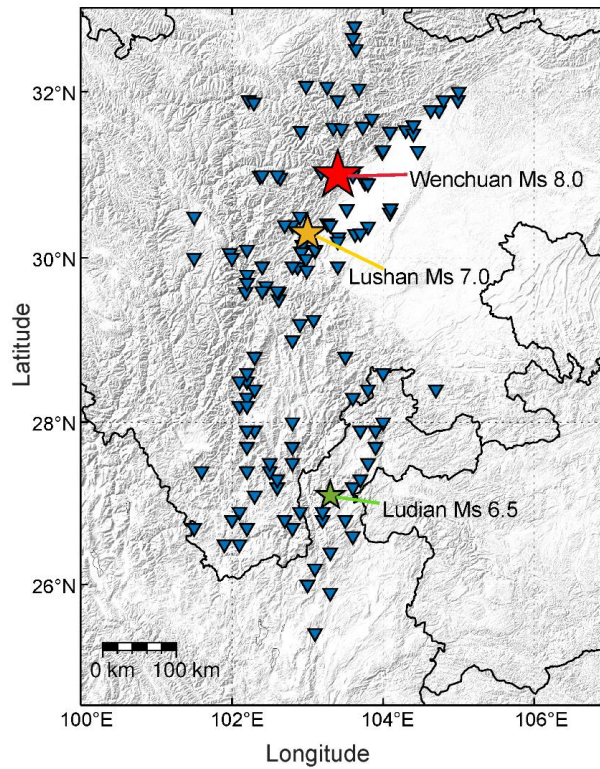 32°N
Wenchuan Ms 8.0
30°N
Lushan Ms 7.0
Latitude
28°N
Ludian Ms 6.5
26°N
0 km 100 km
100°E 102°E 104°E 106°E
Longitude